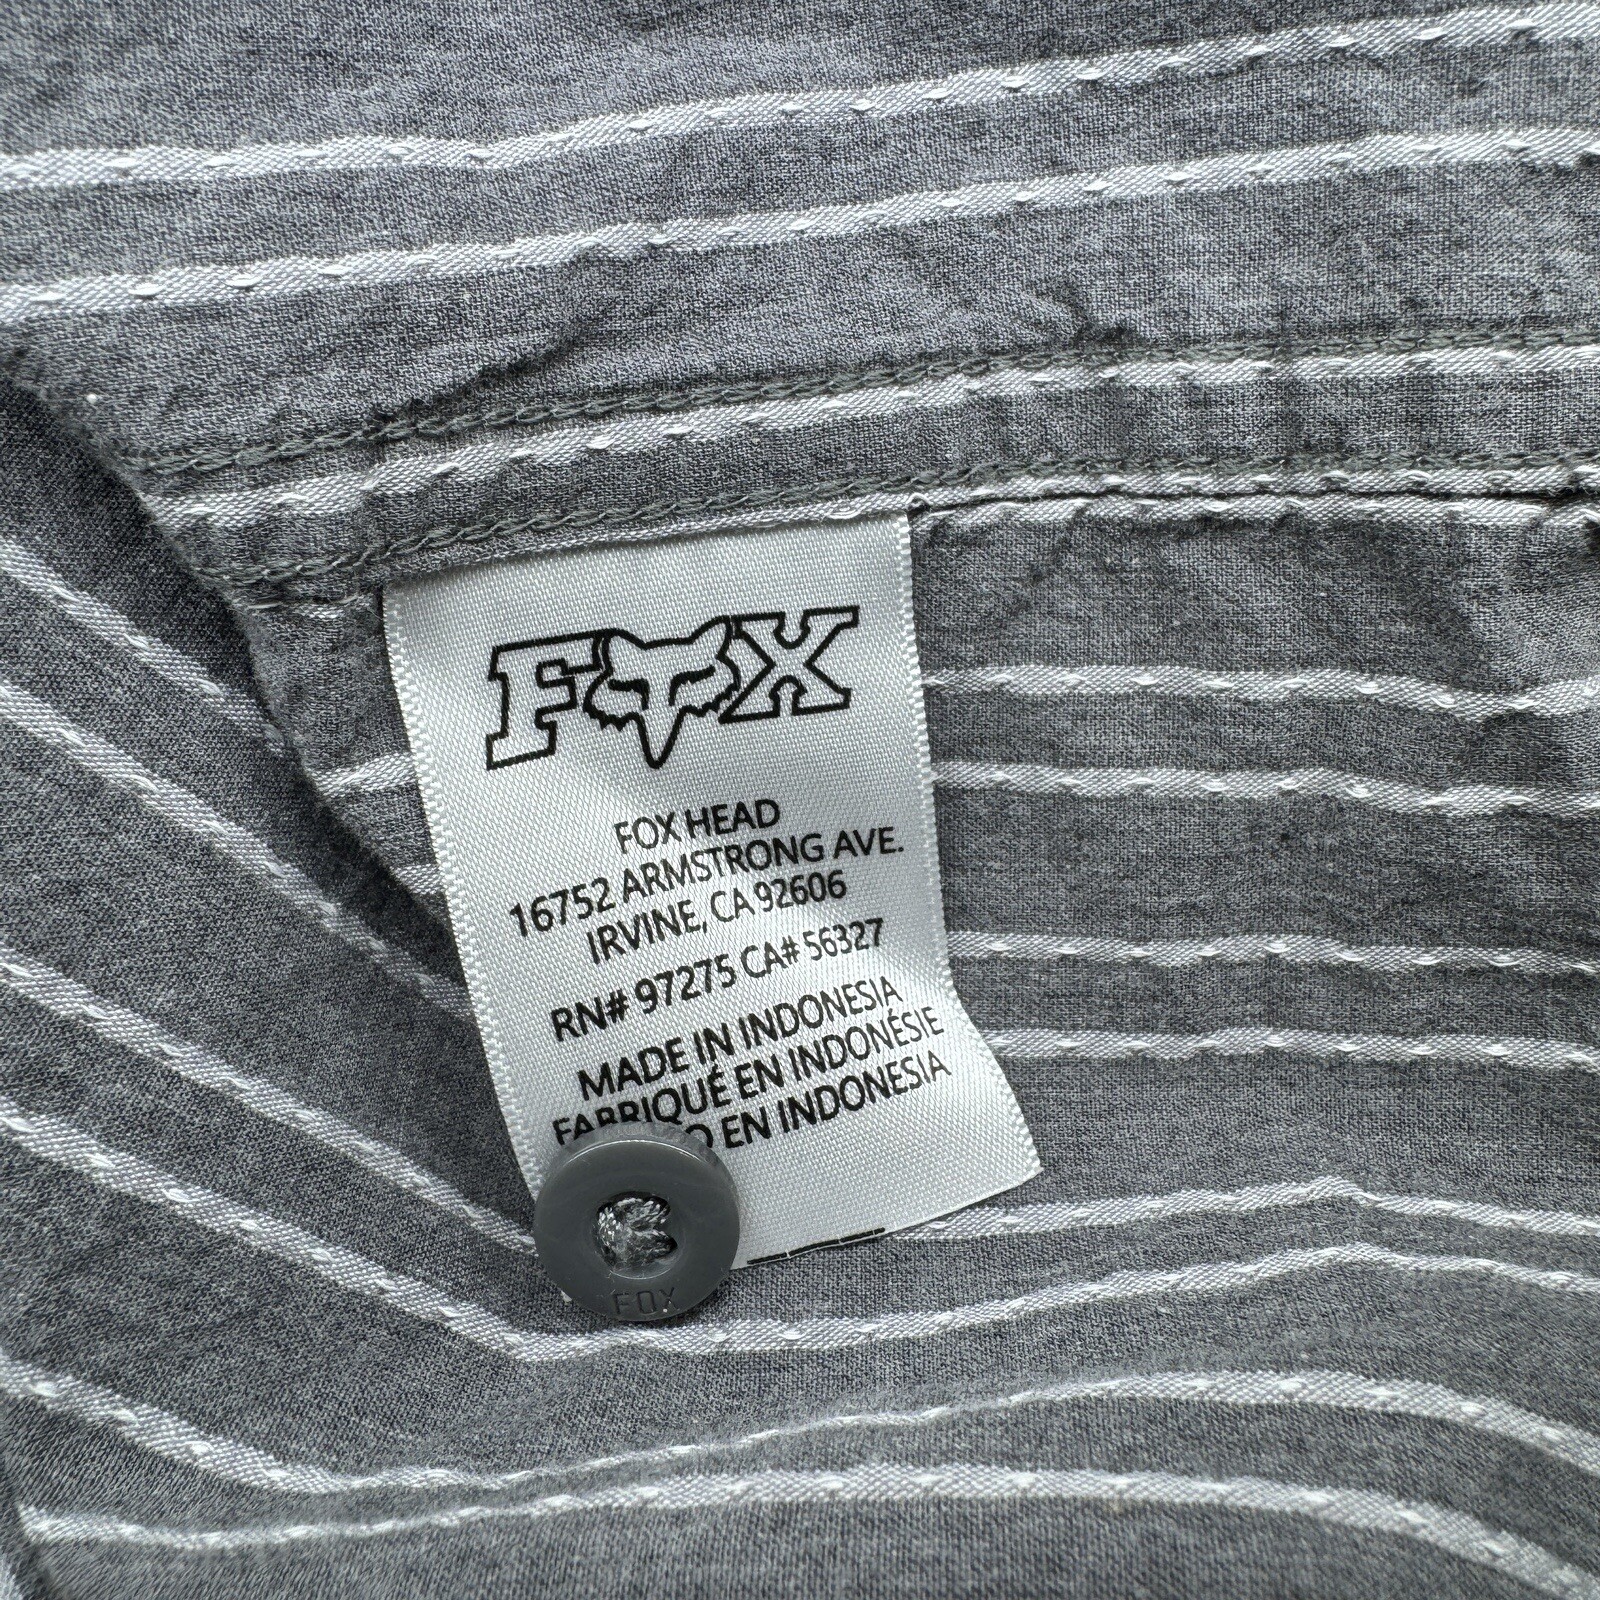 FOX
FOX HEAD
16752 ARMSTRONG AVE.
IRVINE, CA 92606
RN# 97275 CA# 56327
MADE IN INDONESIA
FABRIQUÉ EN INDONÉSIE
EN INDONESIA
FOX